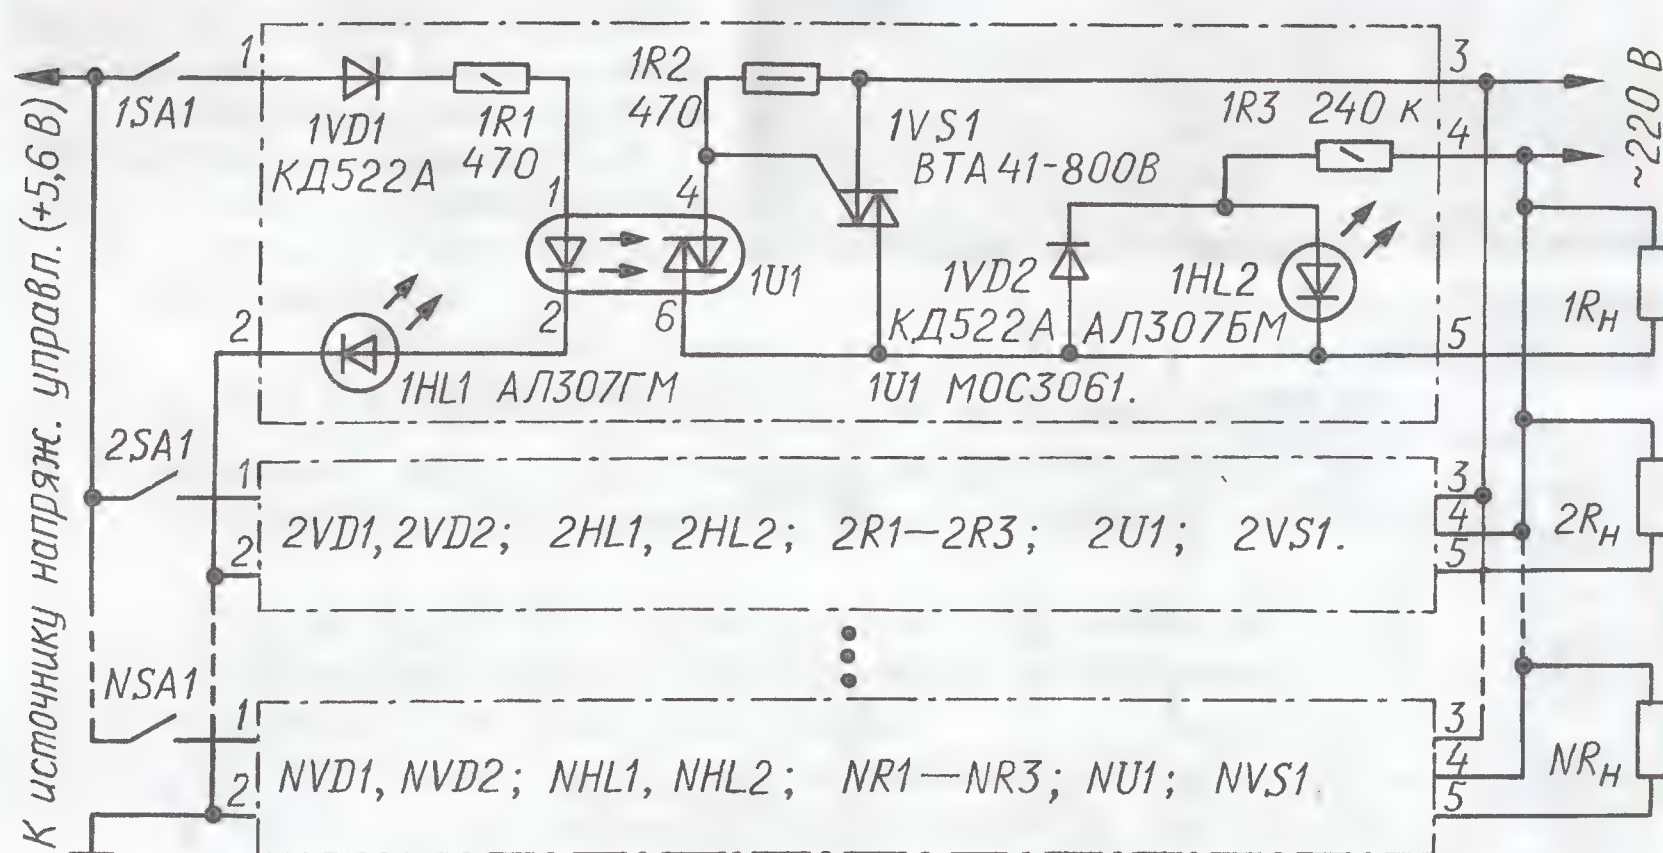 К источнику напряж. управл. (+5,6 В)
1SA1
1
1VD1
КД522А
1R1
470
1R2
470
1VS1
ВТА41-800В
1R3 240 к
3
4
~220 В
1
2
4
6
1U1
1VD2
КД522А
1HL2
АЛ307БМ
1Rн
2
1HL1 АЛ307ГМ
1U1 МОС3061.
5
2SA1
1
2
2VD1, 2VD2; 2HL1, 2HL2; 2R1—2R3; 2U1; 2VS1.
3
4
5
2Rн
NSA1
1
2
NVD1, NVD2; NHL1, NHL2; NR1—NR3; NU1; NVS1.
3
4
5
NRн